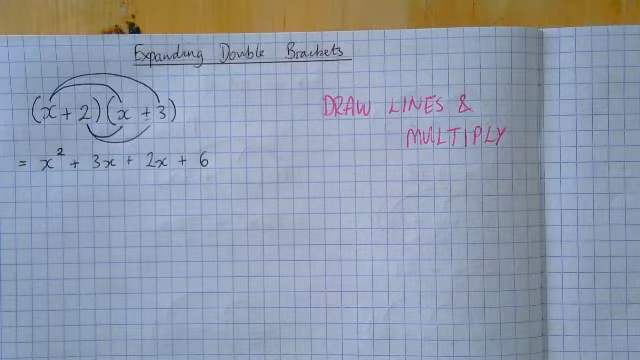 Expanding Double Brackets
(x + 2)(x + 3)
= x² + 3x + 2x + 6
DRAW LINES &
MULTIPLY